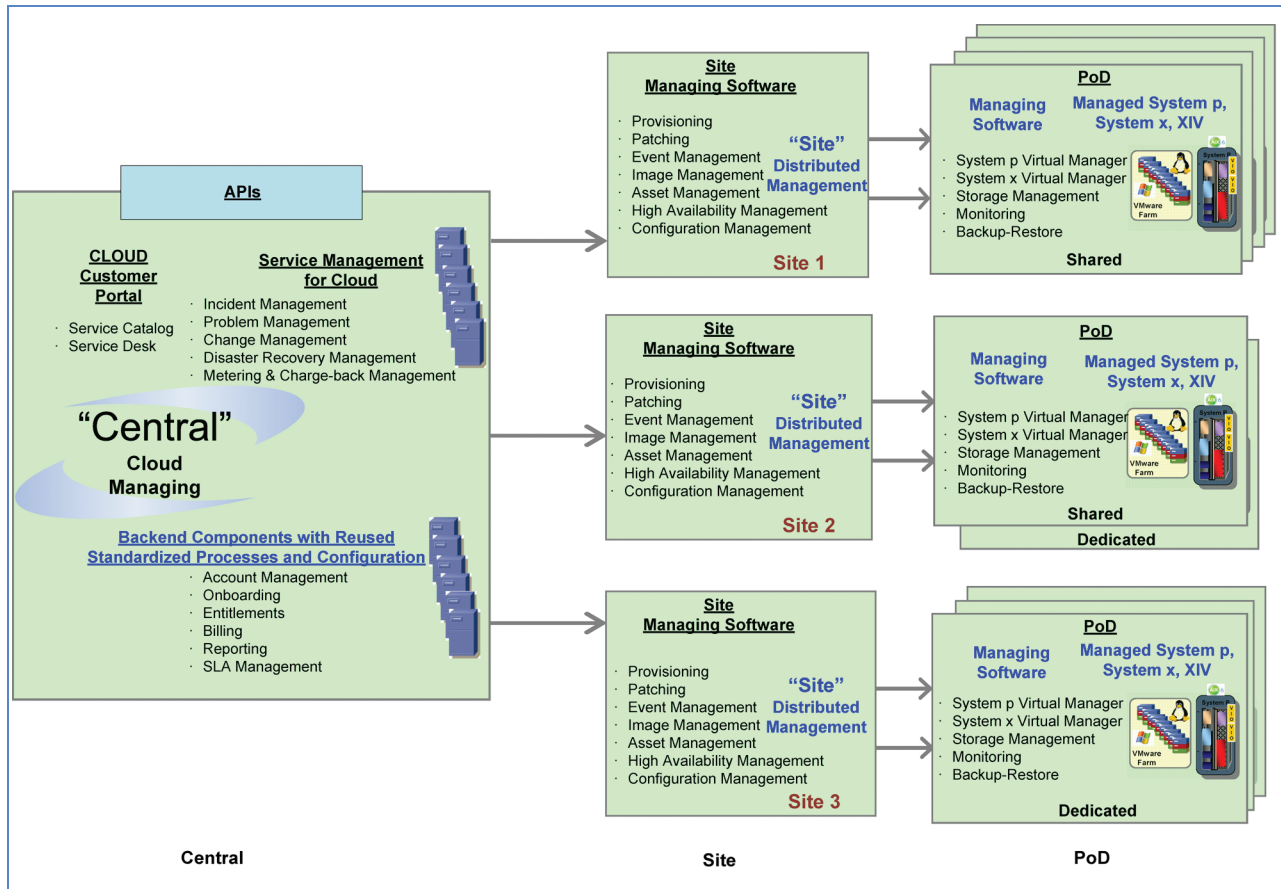 APIs
CLOUD
Customer
Portal
· Service Catalog
· Service Desk
Service Management
for Cloud
· Incident Management
· Problem Management
· Change Management
· Disaster Recovery Management
· Metering & Charge-back Management
“Central”
Cloud
Managing
Backend Components with Reused
Standardized Processes and Configuration
· Account Management
· Onboarding
· Entitlements
· Billing
· Reporting
· SLA Management
Site
Managing Software
· Provisioning
· Patching
· Event Management
· Image Management
· Asset Management
· High Availability Management
· Configuration Management
“Site”
Distributed
Management
Site 1
PoD
Managing
Software
Managed System p,
System x, XIV
· System p Virtual Manager
· System x Virtual Manager
· Storage Management
· Monitoring
· Backup-Restore
VMware
Farm
System P
VIO VIO
Shared
Site
Managing Software
· Provisioning
· Patching
· Event Management
· Image Management
· Asset Management
· High Availability Management
· Configuration Management
“Site”
Distributed
Management
Site 2
PoD
Managing
Software
Managed System p,
System x, XIV
· System p Virtual Manager
· System x Virtual Manager
· Storage Management
· Monitoring
· Backup-Restore
VMware
Farm
System P
VIO VIO
Shared
Dedicated
Site
Managing Software
· Provisioning
· Patching
· Event Management
· Image Management
· Asset Management
· High Availability Management
· Configuration Management
“Site”
Distributed
Management
Site 3
PoD
Managing
Software
Managed System p,
System x, XIV
· System p Virtual Manager
· System x Virtual Manager
· Storage Management
· Monitoring
· Backup-Restore
VMware
Farm
System P
VIO VIO
Dedicated
Central
Site
PoD